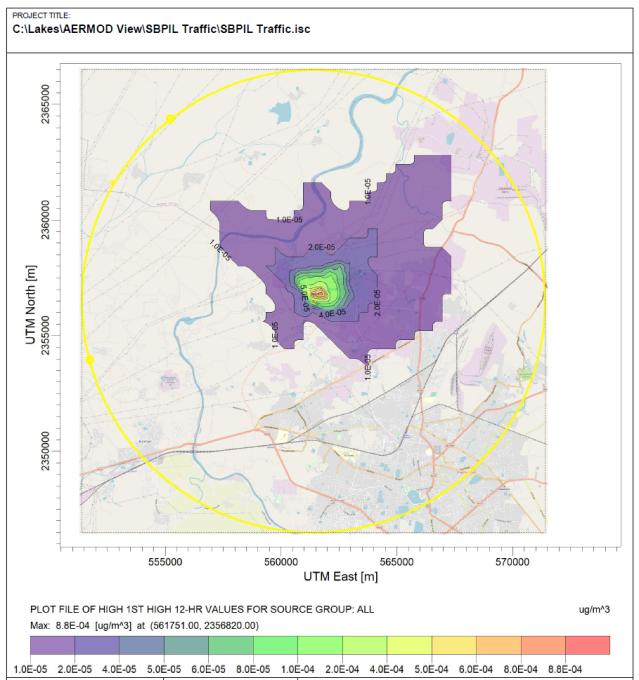 PROJECT TITLE:
C:\Lakes\AERMOD View\SBPIL Traffic\SBPIL Traffic.isc
UTM North [m]
2365000
2360000
2355000
2350000
1.0E-05
1.0E-05
1.0E-05
2.0E-05
5.0E-05
4.0E-05
2.0E-05
1.0E-05
1.0E-05
555000
560000
565000
570000
UTM East [m]
PLOT FILE OF HIGH 1ST HIGH 12-HR VALUES FOR SOURCE GROUP: ALL
ug/m^3
Max: 8.8E-04 [ug/m^3] at (561751.00, 2356820.00)
1.0E-05 2.0E-05 4.0E-05 5.0E-05 6.0E-05 8.0E-05 1.0E-04 2.0E-04 4.0E-04 5.0E-04 6.0E-04 8.0E-04 8.8E-04